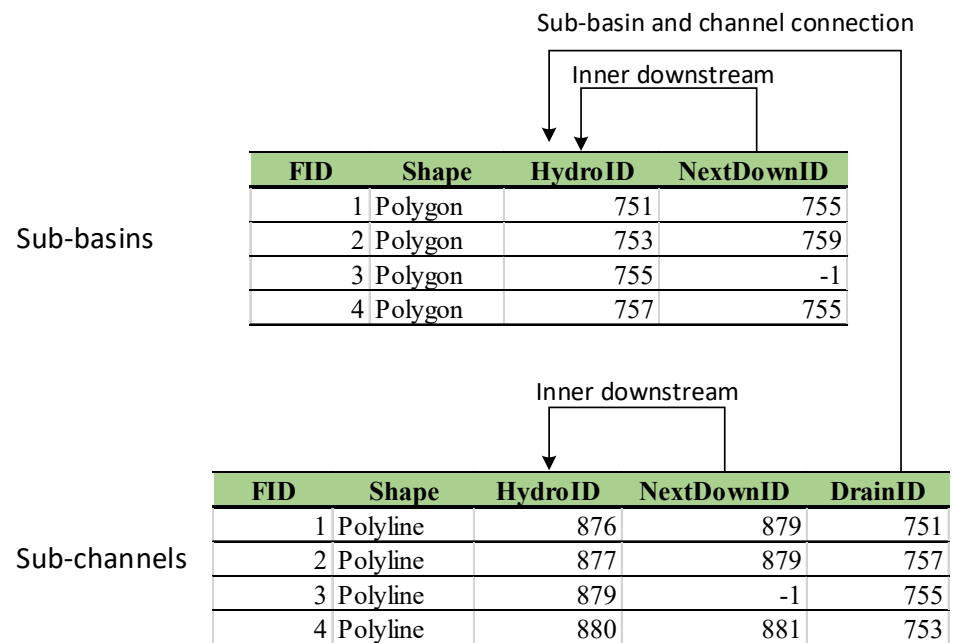 Sub-basin and channel connection
Inner downstream
FID Shape HydroID NextDownID
1 Polygon 751 755
Sub-basins
2 Polygon 753 759
3 Polygon 755 -1
4 Polygon 757 755
Inner downstream
FID Shape HydroID NextDownID DrainID
1 Polyline 876 879 751
Sub-channels
2 Polyline 877 879 757
3 Polyline 879 -1 755
4 Polyline 880 881 753